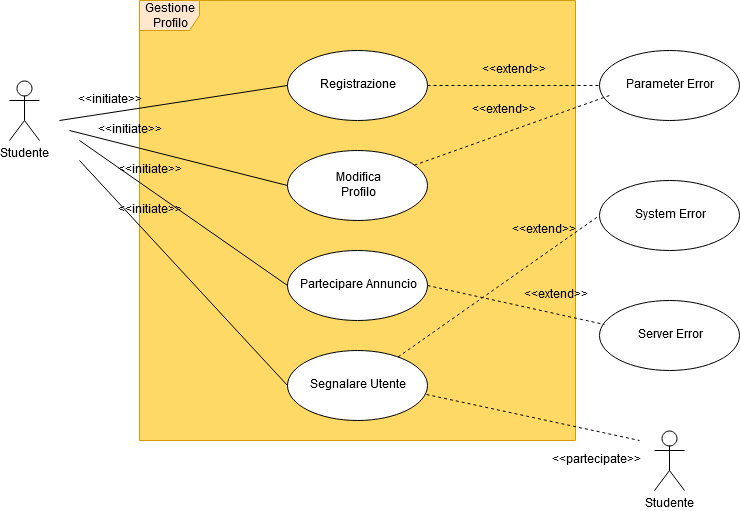 Gestione
Profilo
Registrazione
<<extend>>
Parameter Error
<<initiate>>
<<extend>>
<<initiate>>
Studente
<<initiate>>
Modifica
Profilo
<<initiate>>
System Error
<<extend>>
Partecipare Annuncio
<<extend>>
Server Error
Segnalare Utente
<<partecipate>>
Studente